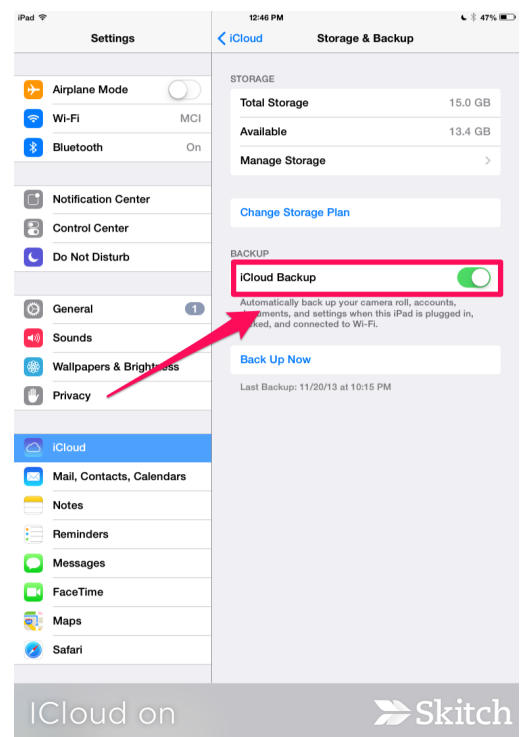 iPad
12:46 PM
47%
Settings
iCloud
Storage & Backup
Airplane Mode
Wi-Fi MCI
Bluetooth On
Notification Center
Control Center
Do Not Disturb
General 1
Sounds
Wallpapers & Brightness
Privacy
iCloud
Mail, Contacts, Calendars
Notes
Reminders
Messages
FaceTime
Maps
Safari
STORAGE
Total Storage 15.0 GB
Available 13.4 GB
Manage Storage
Change Storage Plan
BACKUP
iCloud Backup
Automatically back up your camera roll, accounts,
documents, and settings when this iPad is plugged in,
locked, and connected to Wi-Fi.
Back Up Now
Last Backup: 11/20/13 at 10:15 PM
ICloud on
Skitch